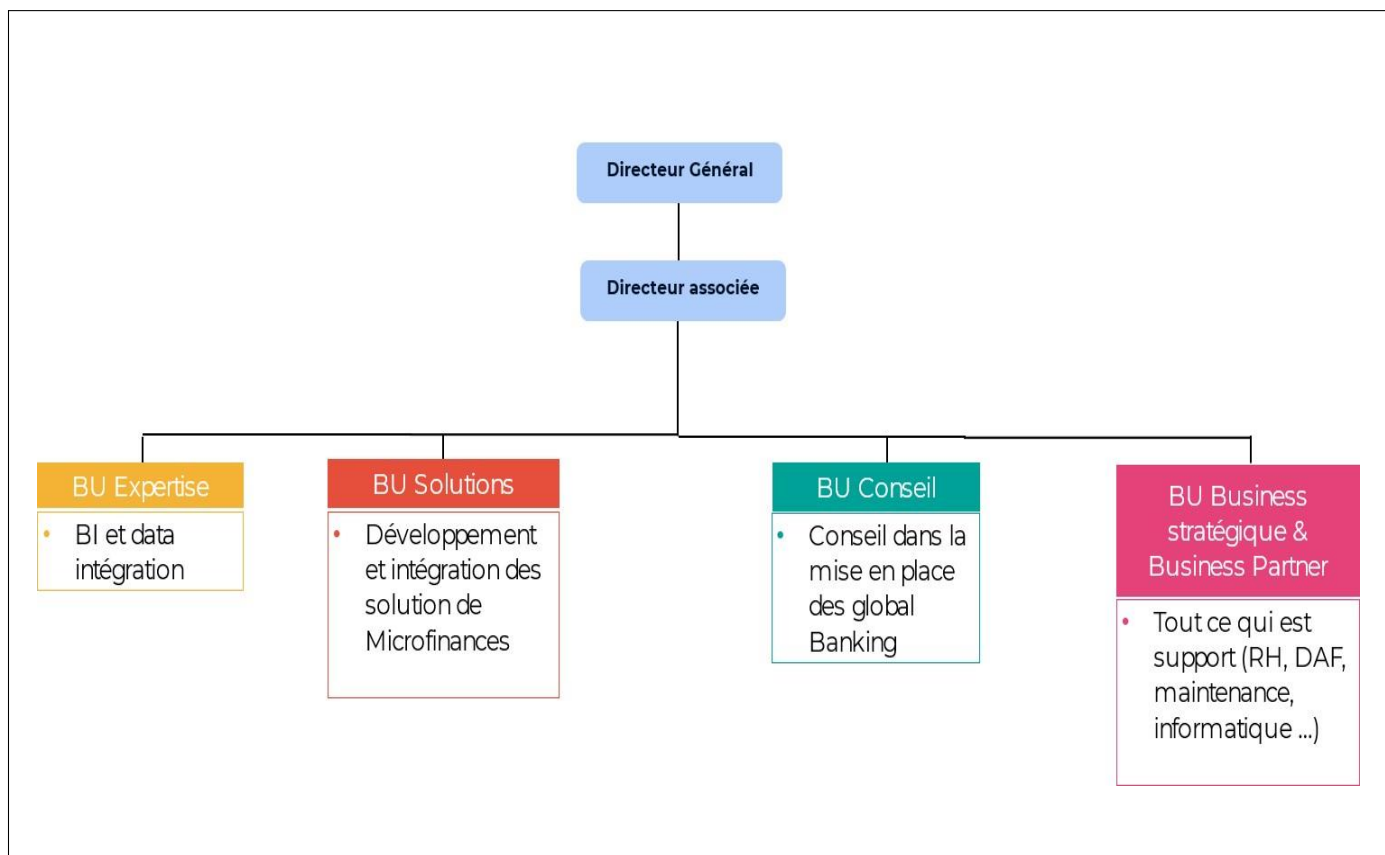 Directeur Général
Directeur associée
BU Expertise
• BI et data
intégration
BU Solutions
• Développement
et intégration des
solution de
Microfinances
BU Conseil
• Conseil dans la
mise en place
des global
Banking
BU Business
stratégique &
Business Partner
• Tout ce qui est
support (RH, DAF,
maintenance,
informatique ...)